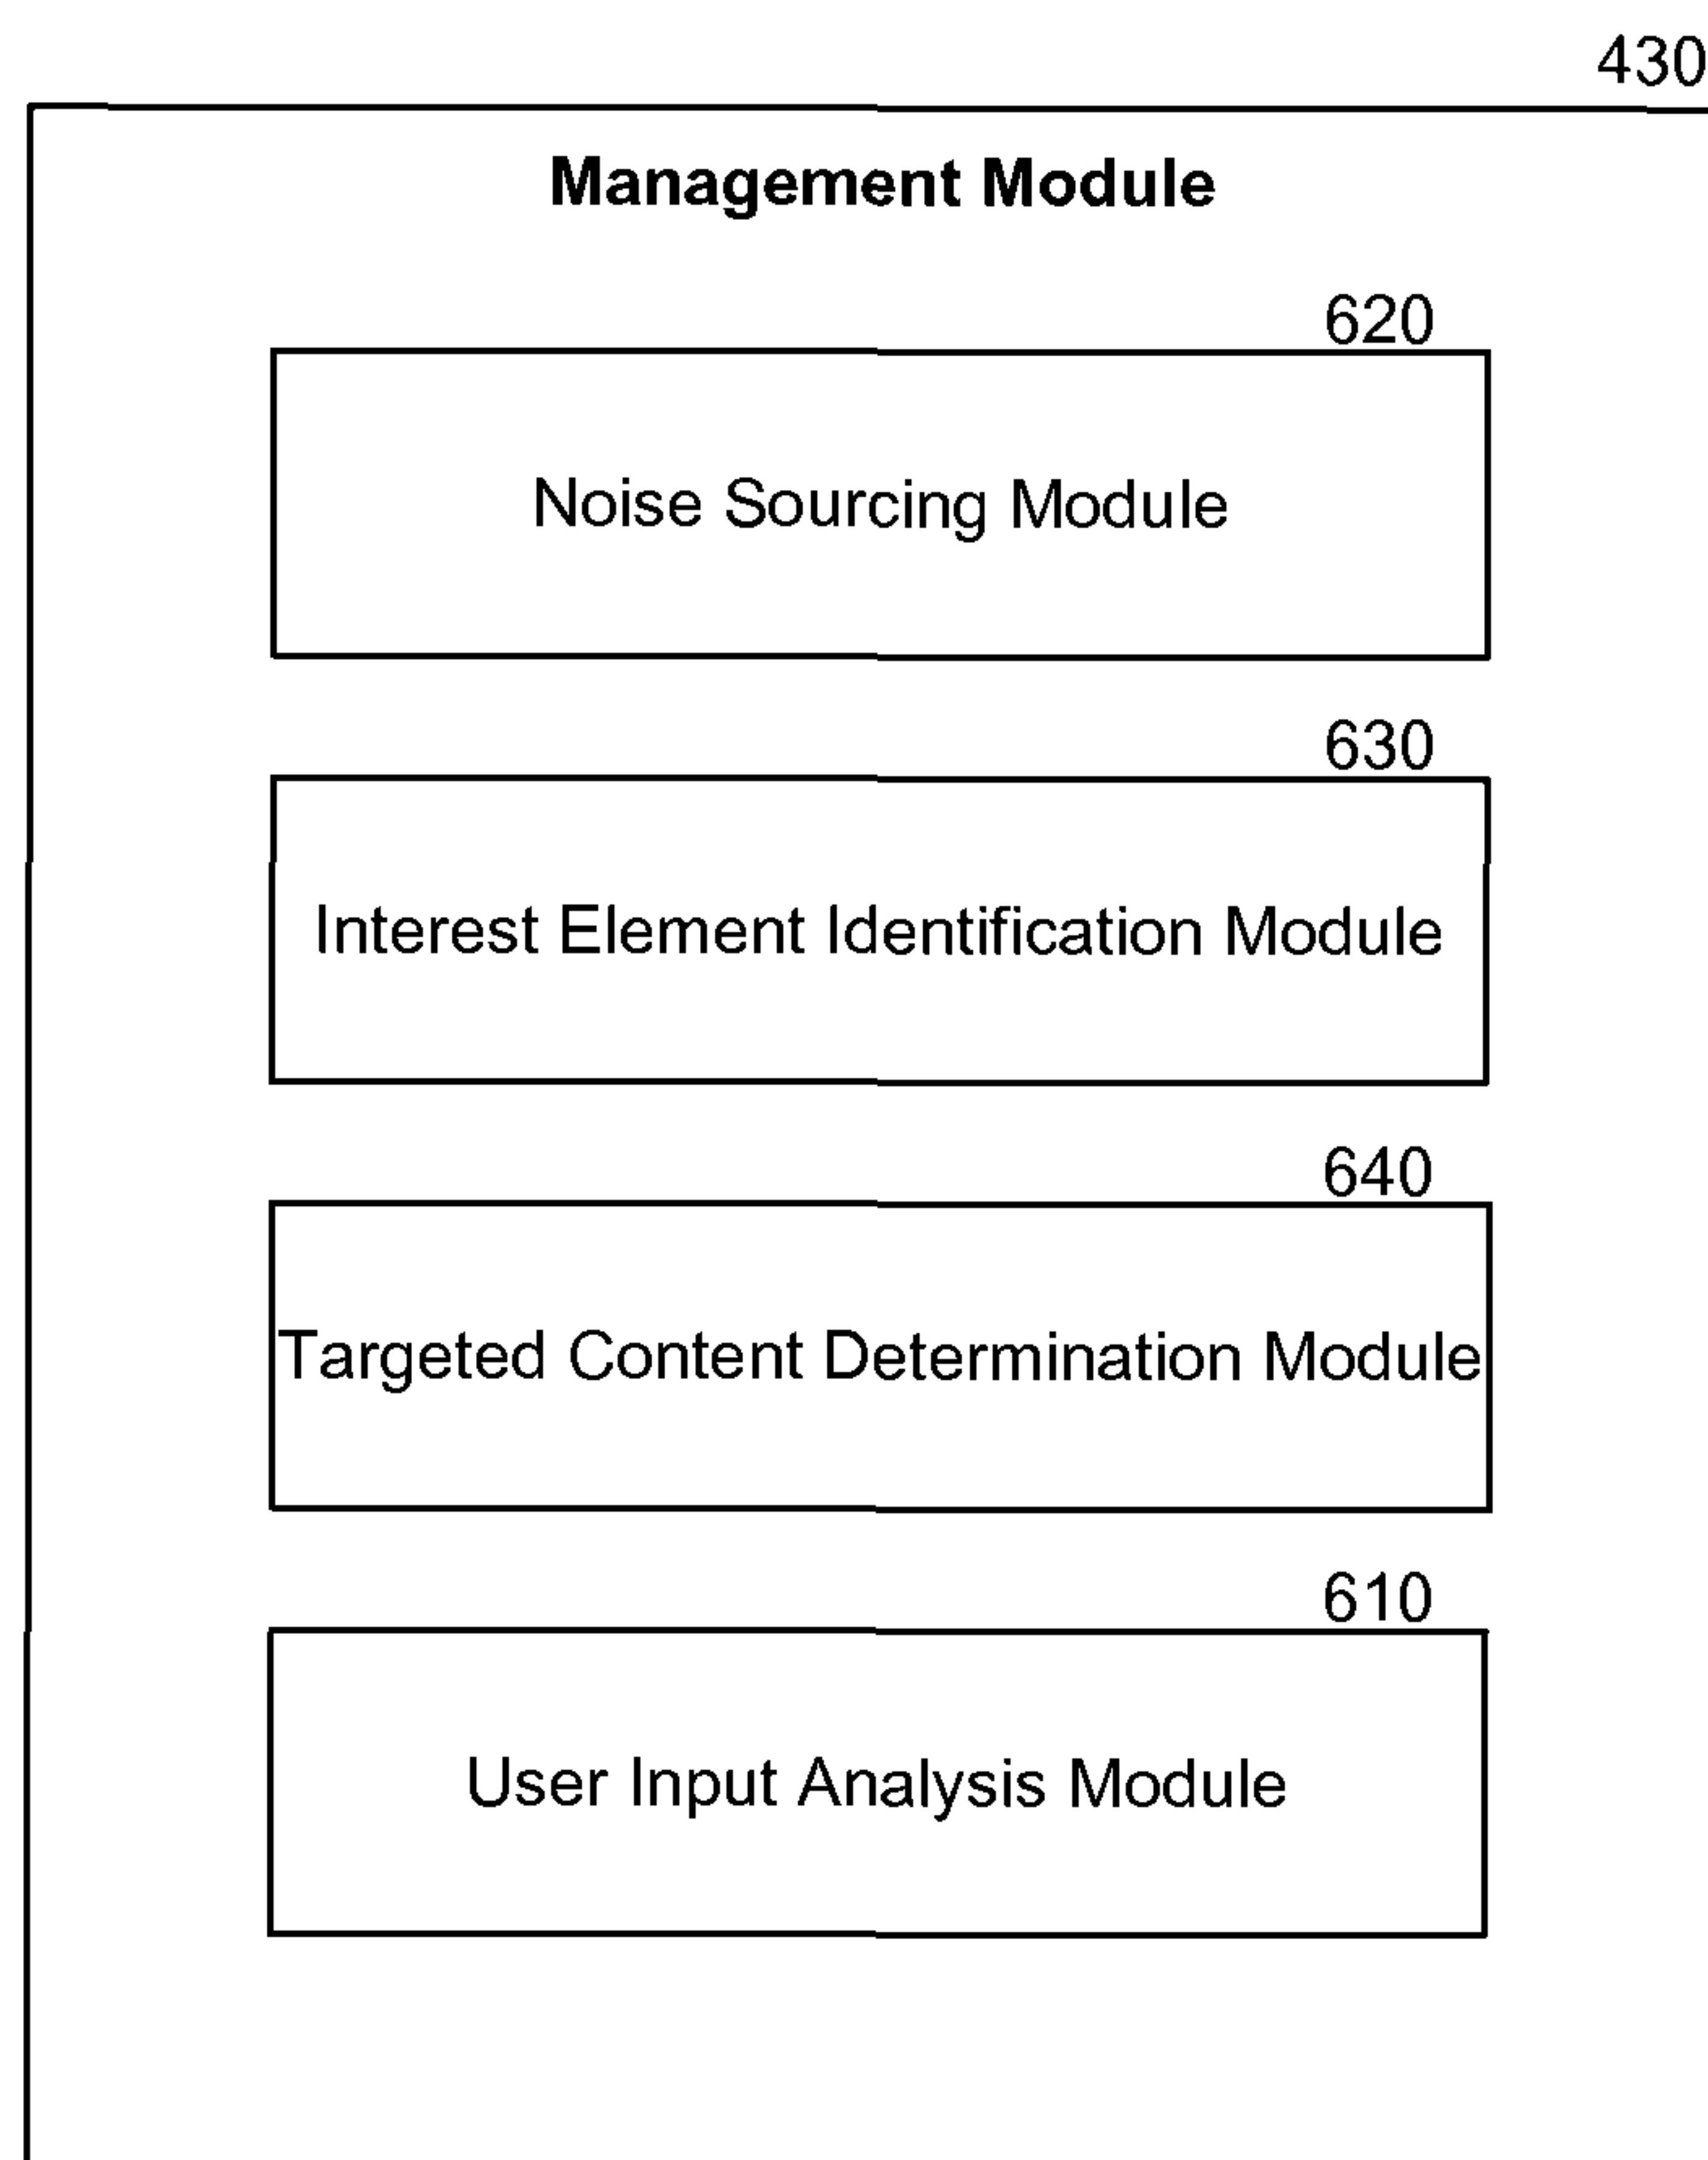 430
Management Module
620
Noise Sourcing Module
630
Interest Element Identification Module
640
Targeted Content Determination Module
610
User Input Analysis Module